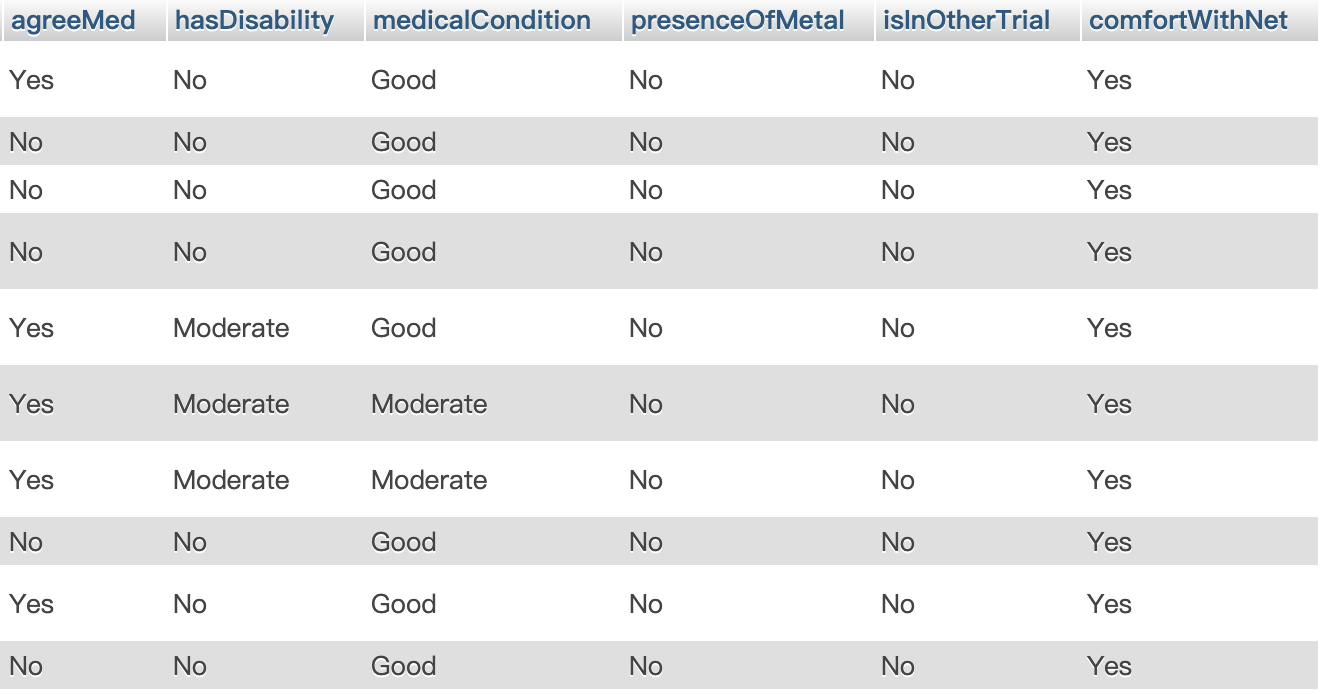 agreeMed hasDisability medicalCondition presenceOfMetal isInOtherTrial comfortWithNet
Yes No Good No No Yes
No No Good No No Yes
No No Good No No Yes
No No Good No No Yes
Yes Moderate Good No No Yes
Yes Moderate Moderate No No Yes
Yes Moderate Moderate No No Yes
No No Good No No Yes
Yes No Good No No Yes
No No Good No No Yes